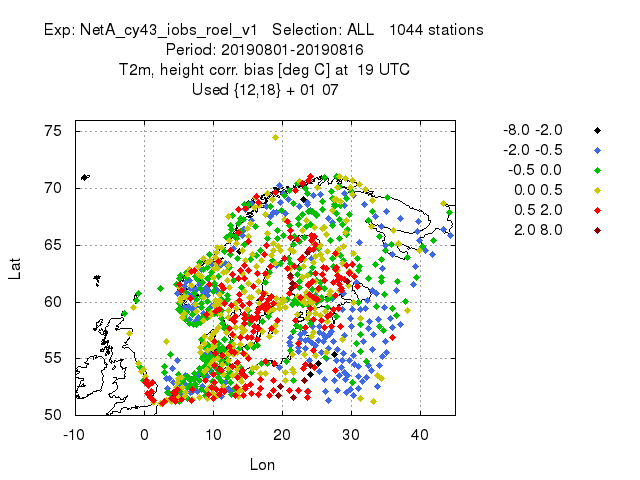 Exp: NetA_cy43_iobs_roel_v1 Selection: ALL 1044 stations
Period: 20190801-20190816
T2m, height corr. bias [deg C] at 19 UTC
Used {12,18} + 01 07
75
70
65
60
55
50
Lat
-10 0 10 20 30 40
Lon
-8.0 -2.0
-2.0 -0.5
-0.5 0.0
0.0 0.5
0.5 2.0
2.0 8.0